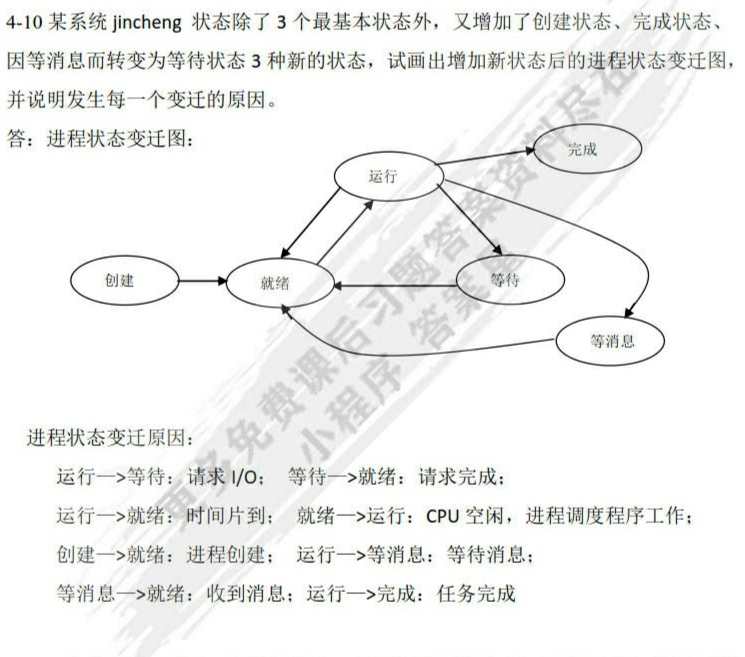 4-10 某系统 jincheng 状态除了 3 个最基本状态外，又增加了创建状态、完成状态、
因等消息而转变为等待状态 3 种新的状态，试画出增加新状态后的进程状态变迁图，
并说明发生每一个变迁的原因。
答：进程状态变迁图：
完成
运行
创建
就绪
等待
等消息
进程状态变迁原因：
运行—>等待：请求 I/O； 等待—>就绪：请求完成；
运行—>就绪：时间片到； 就绪—>运行：CPU 空闲，进程调度程序工作；
创建—>就绪：进程创建； 运行—>等消息：等待消息；
等消息—>就绪：收到消息；运行—>完成：任务完成
更多免费课后习题答案资料尽在
小程序 答案